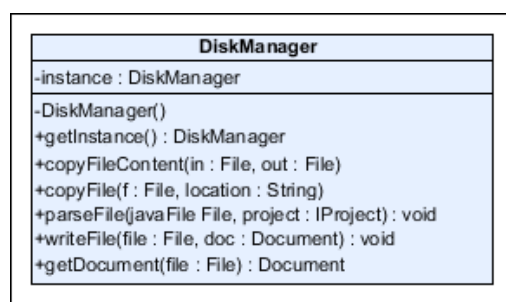 DiskManager
-instance : DiskManager
-DiskManager()
+getInstance() : DiskManager
+copyFileContent(in : File, out : File)
+copyFile(f : File, location : String)
+parseFile(javaFile File, project : IProject) : void
+writeFile(file : File, doc : Document) : void
+getDocument(file : File) : Document